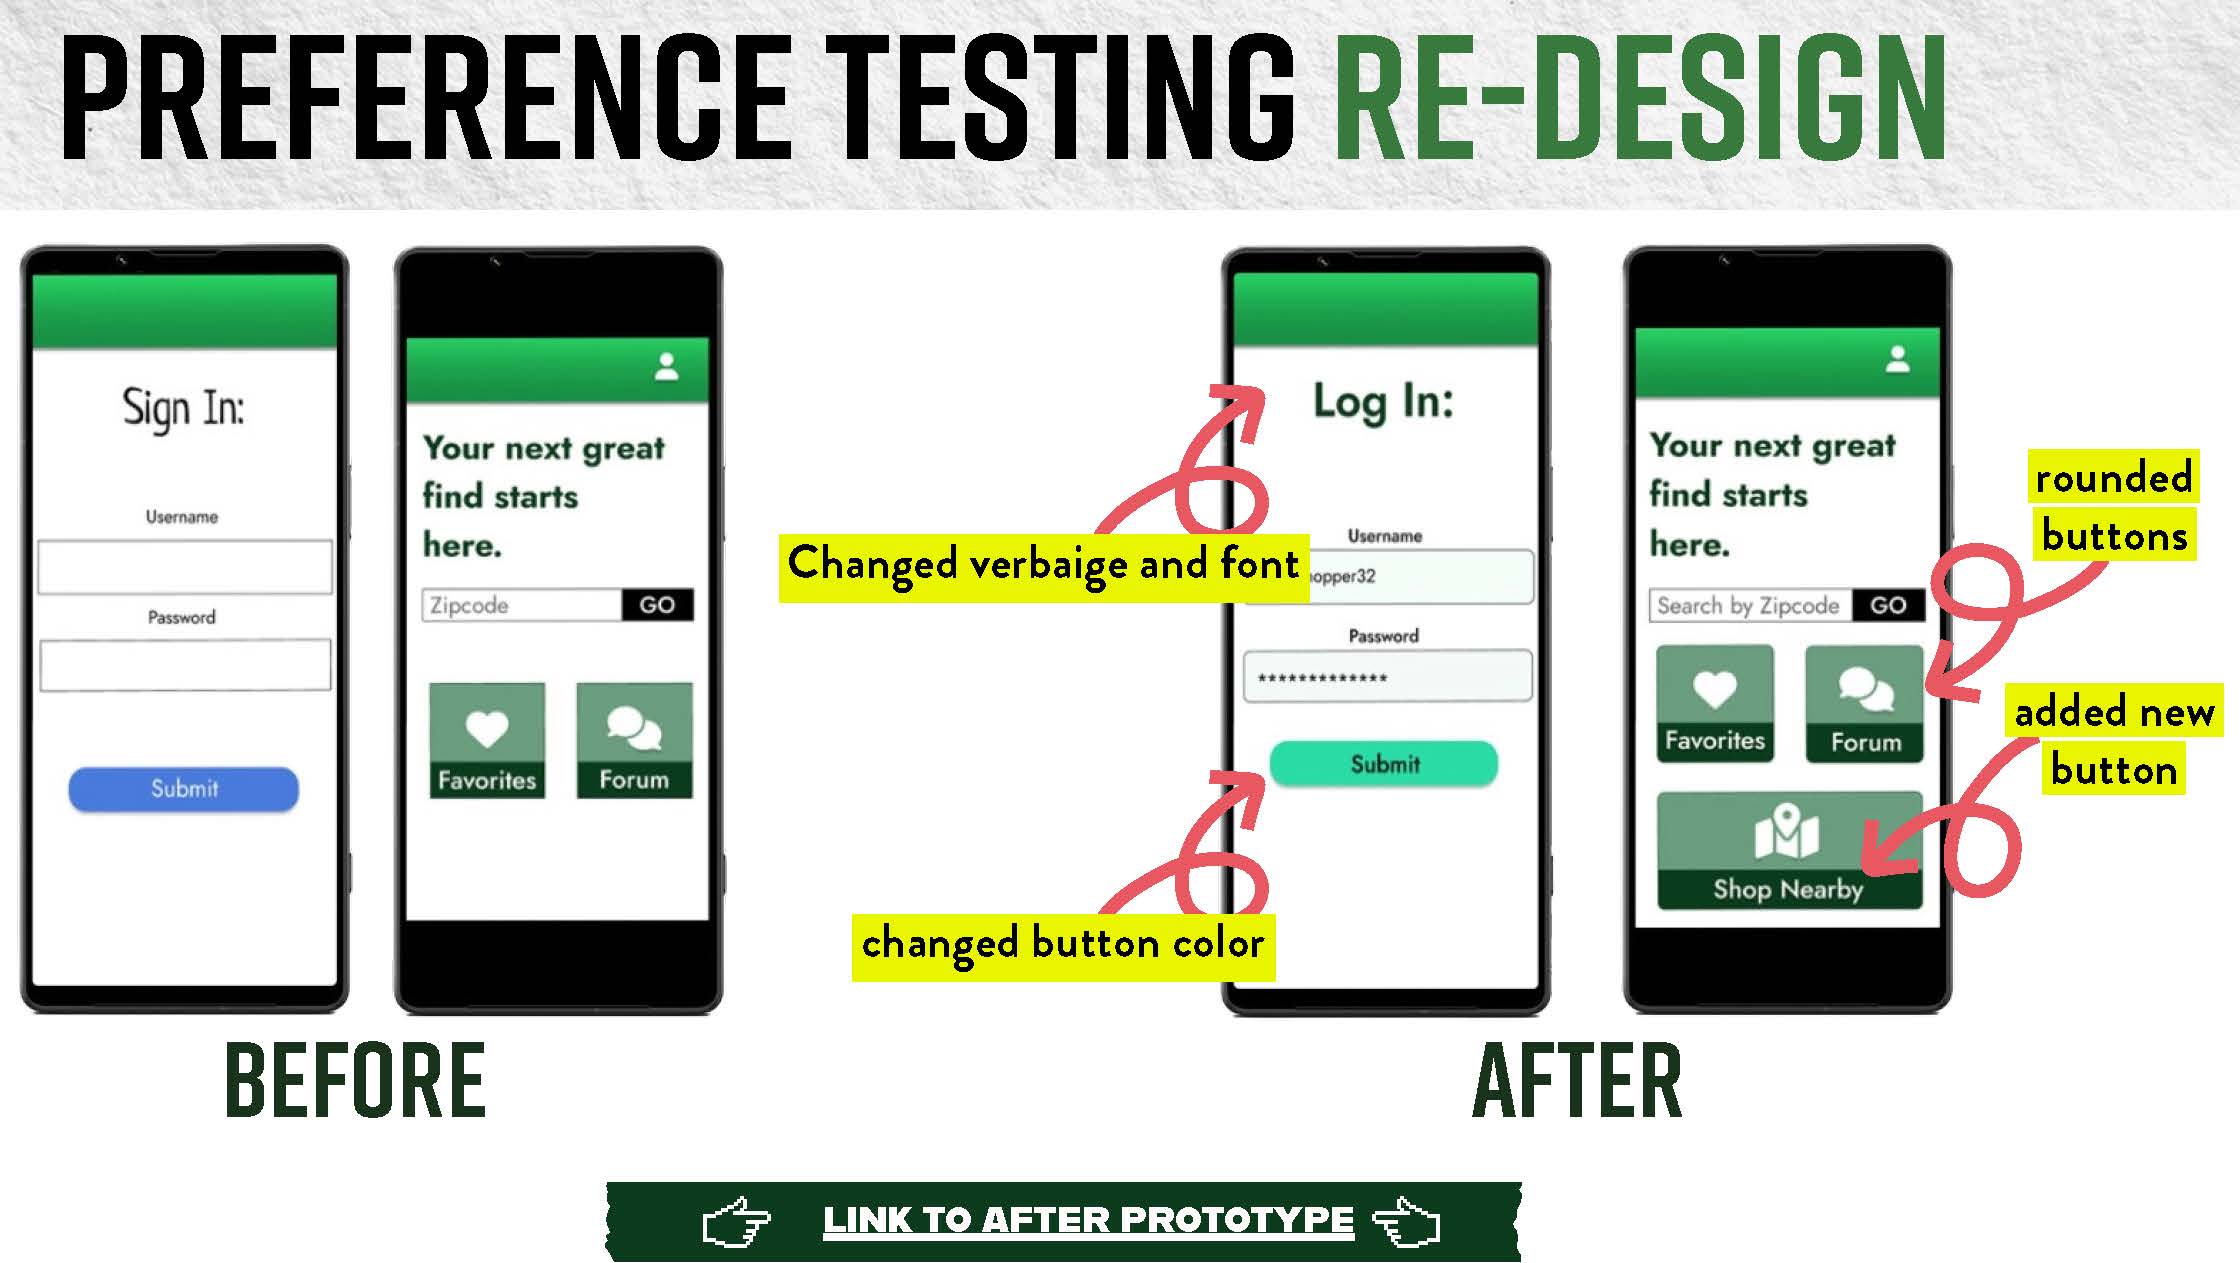 PREFERENCE TESTING RE-DESIGN
Sign In:
Username
Password
Submit
Your next great
find starts
here.
Zipcode
GO
Favorites
Forum
BEFORE
Changed verbaige and font
changed button color
Log In:
Username
opper32
Password
*************
Submit
Your next great
find starts
here.
Search by Zipcode
GO
Favorites
Forum
Shop Nearby
rounded
buttons
added new
button
AFTER
LINK TO AFTER PROTOTYPE